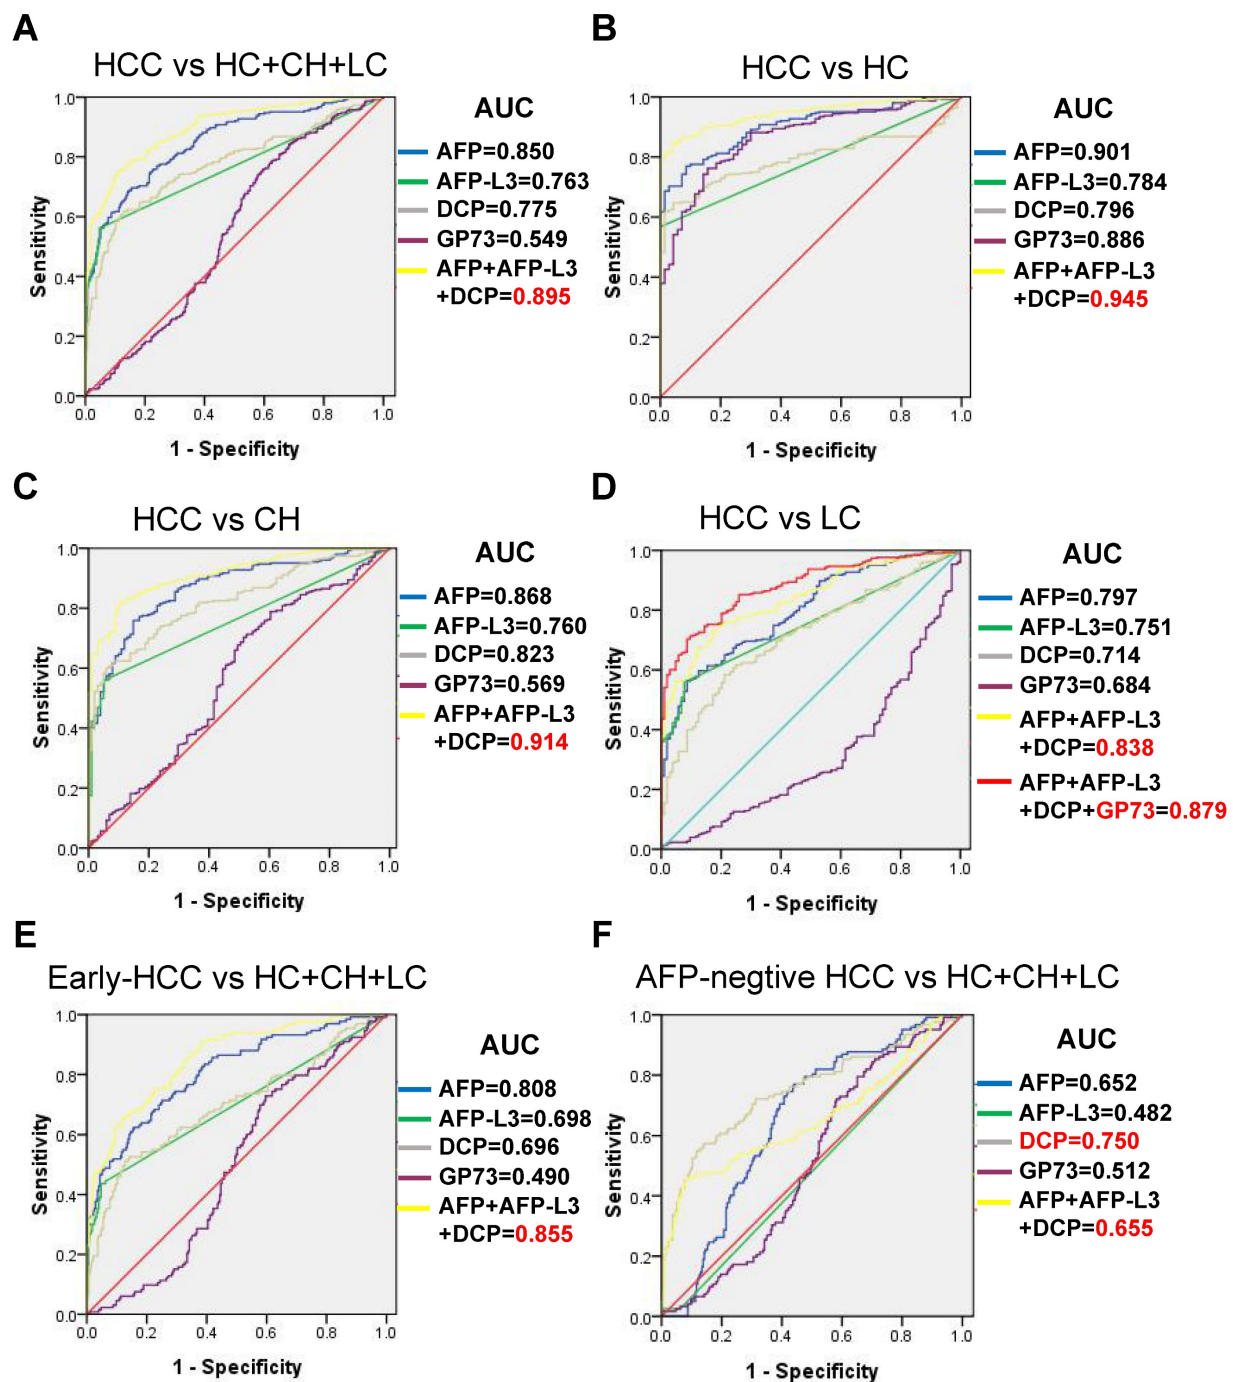 A
HCC vs HC+CH+LC
1.0
0.8
0.6
0.4
0.2
0.0
0.0 0.2 0.4 0.6 0.8 1.0
Sensitivity
1 - Specificity
AUC
AFP=0.850
AFP-L3=0.763
DCP=0.775
GP73=0.549
AFP+AFP-L3
+DCP=0.895
B
HCC vs HC
1.0
0.8
0.6
0.4
0.2
0.0
0.0 0.2 0.4 0.6 0.8 1.0
Sensitivity
1 - Specificity
AUC
AFP=0.901
AFP-L3=0.784
DCP=0.796
GP73=0.886
AFP+AFP-L3
+DCP=0.945
C
HCC vs CH
1.0
0.8
0.6
0.4
0.2
0.0
0.0 0.2 0.4 0.6 0.8 1.0
Sensitivity
1 - Specificity
AUC
AFP=0.868
AFP-L3=0.760
DCP=0.823
GP73=0.569
AFP+AFP-L3
+DCP=0.914
D
HCC vs LC
1.0
0.8
0.6
0.4
0.2
0.0
0.0 0.2 0.4 0.6 0.8 1.0
Sensitivity
1 - Specificity
AUC
AFP=0.797
AFP-L3=0.751
DCP=0.714
GP73=0.684
AFP+AFP-L3
+DCP=0.838
AFP+AFP-L3
+DCP+GP73=0.879
E
Early-HCC vs HC+CH+LC
1.0
0.8
0.6
0.4
0.2
0.0
0.0 0.2 0.4 0.6 0.8 1.0
Sensitivity
1 - Specificity
AUC
AFP=0.808
AFP-L3=0.698
DCP=0.696
GP73=0.490
AFP+AFP-L3
+DCP=0.855
F
AFP-negtive HCC vs HC+CH+LC
1.0
0.8
0.6
0.4
0.2
0.0
0.0 0.2 0.4 0.6 0.8 1.0
Sensitivity
1 - Specificity
AUC
AFP=0.652
AFP-L3=0.482
DCP=0.750
GP73=0.512
AFP+AFP-L3
+DCP=0.655